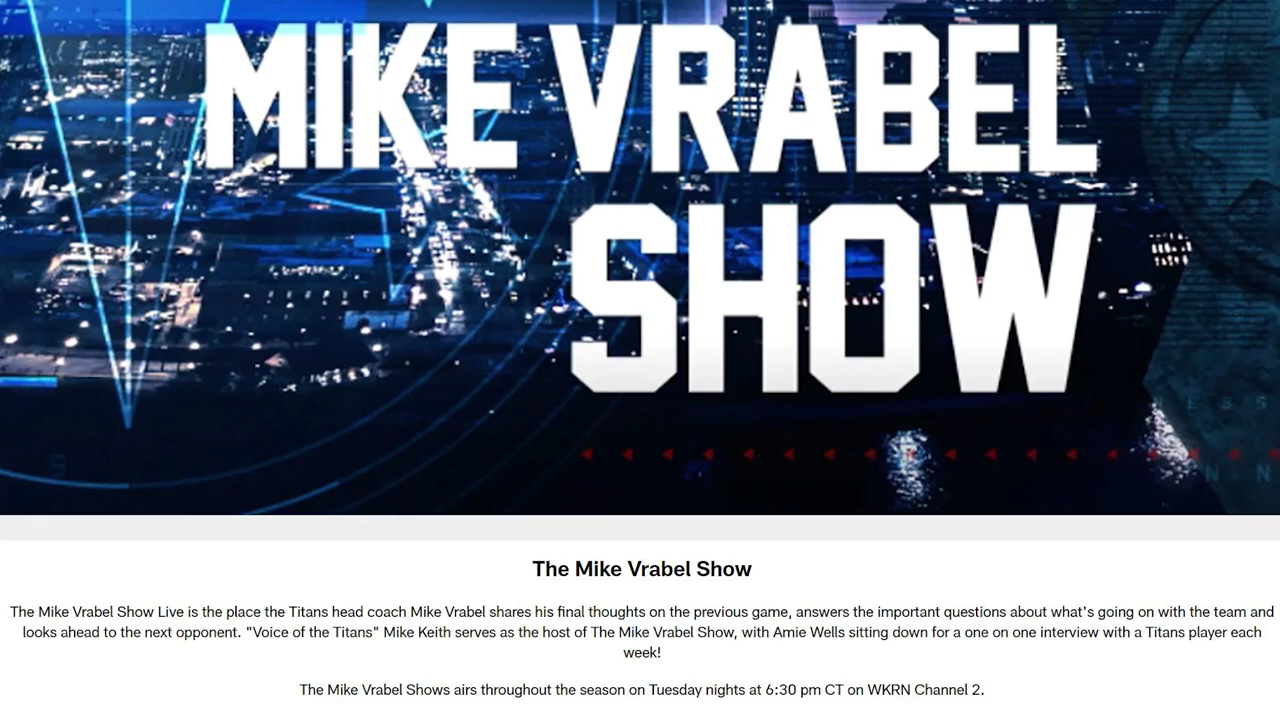 MIKE VRABEL
SHOW
The Mike Vrabel Show
The Mike Vrabel Show Live is the place the Titans head coach Mike Vrabel shares his final thoughts on the previous game, answers the important questions about what's going on with the team and
looks ahead to the next opponent. "Voice of the Titans" Mike Keith serves as the host of The Mike Vrabel Show, with Amie Wells sitting down for a one on one interview with a Titans player each
week!
The Mike Vrabel Shows airs throughout the season on Tuesday nights at 6:30 pm CT on WKRN Channel 2.